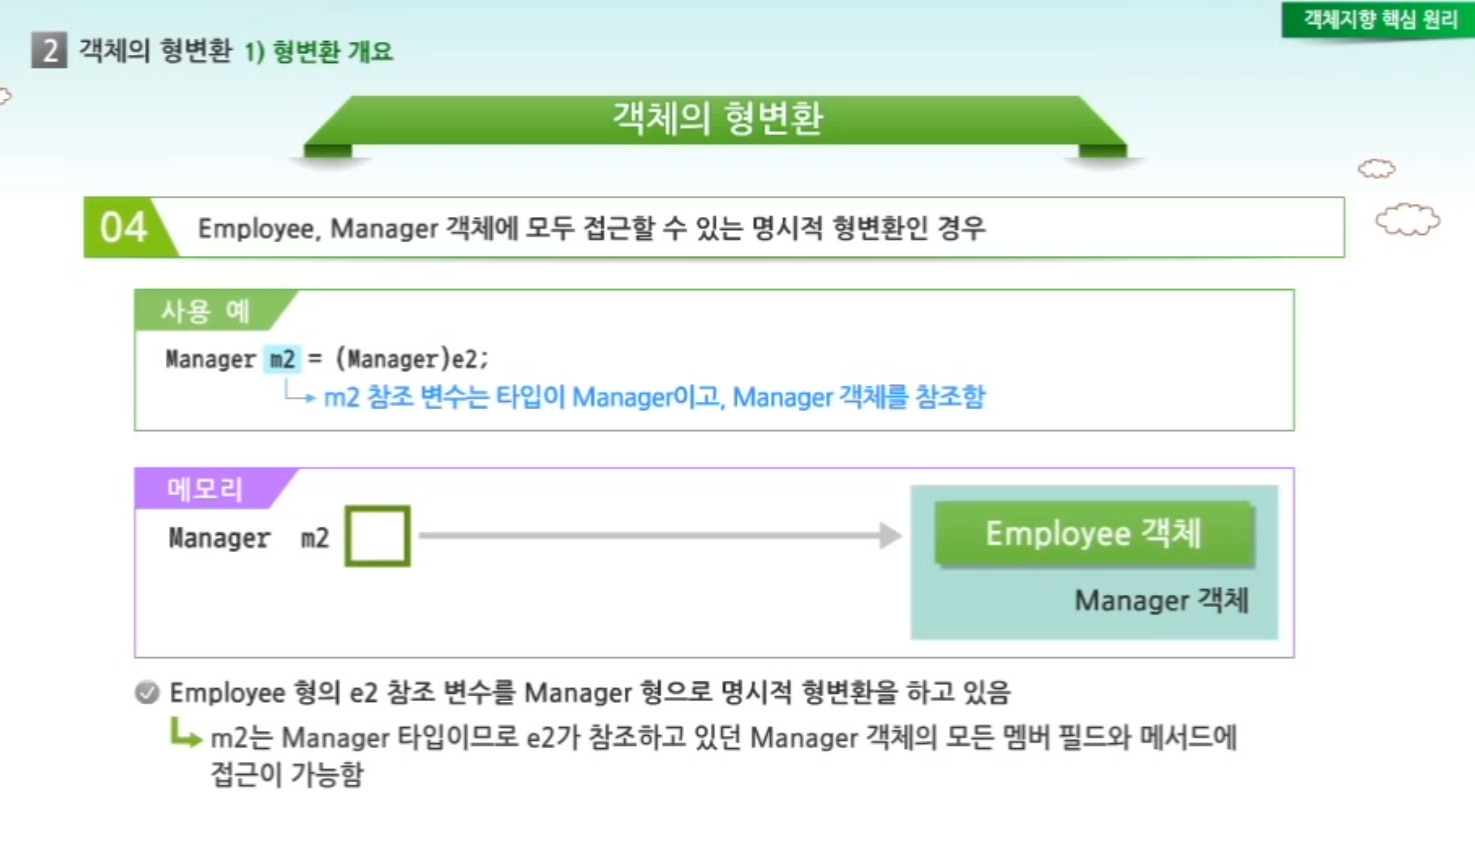 객체지향 핵심 원리
2 객체의 형변환 1) 형변환 개요
객체의 형변환
04 Employee, Manager 객체에 모두 접근할 수 있는 명시적 형변환인 경우
사용 예
Manager m2 = (Manager)e2;
m2 참조 변수는 타입이 Manager이고, Manager 객체를 참조함
메모리
Manager m2
Employee 객체
Manager 객체
Employee 형의 e2 참조 변수를 Manager 형으로 명시적 형변환을 하고 있음
m2는 Manager 타입이므로 e2가 참조하고 있던 Manager 객체의 모든 멤버 필드와 메서드에
접근이 가능함